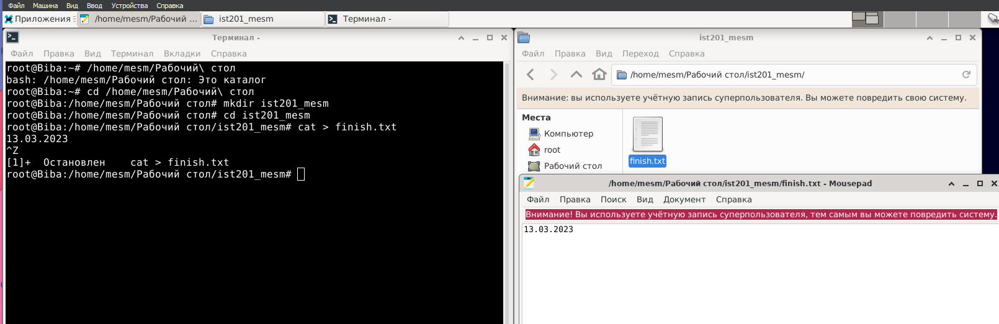 Файл Машина Вид Ввод Устройства Справка
Приложения /home/mesm/Рабочий ... ist201_mesm Терминал -
Терминал -
Файл Правка Вид Терминал Вкладки Справка
root@Biba:~# /home/mesm/Рабочий\ стол
bash: /home/mesm/Рабочий стол: Это каталог
root@Biba:~# cd /home/mesm/Рабочий\ стол
root@Biba:/home/mesm/Рабочий стол# mkdir ist201_mesm
root@Biba:/home/mesm/Рабочий стол# cd ist201_mesm
root@Biba:/home/mesm/Рабочий стол/ist201_mesm# cat > finish.txt
13.03.2023
^Z
[1]+  Остановлен    cat > finish.txt
root@Biba:/home/mesm/Рабочий стол/ist201_mesm#
ist201_mesm
Файл Правка Вид Переход Справка
/home/mesm/Рабочий стол/ist201_mesm/
Внимание: вы используете учётную запись суперпользователя. Вы можете повредить свою систему.
Места
Компьютер
root
Рабочий стол
finish.txt
/home/mesm/Рабочий стол/ist201_mesm/finish.txt - Mousepad
Файл Правка Поиск Вид Документ Справка
Внимание! Вы используете учётную запись суперпользователя, тем самым вы можете повредить систему.
13.03.2023